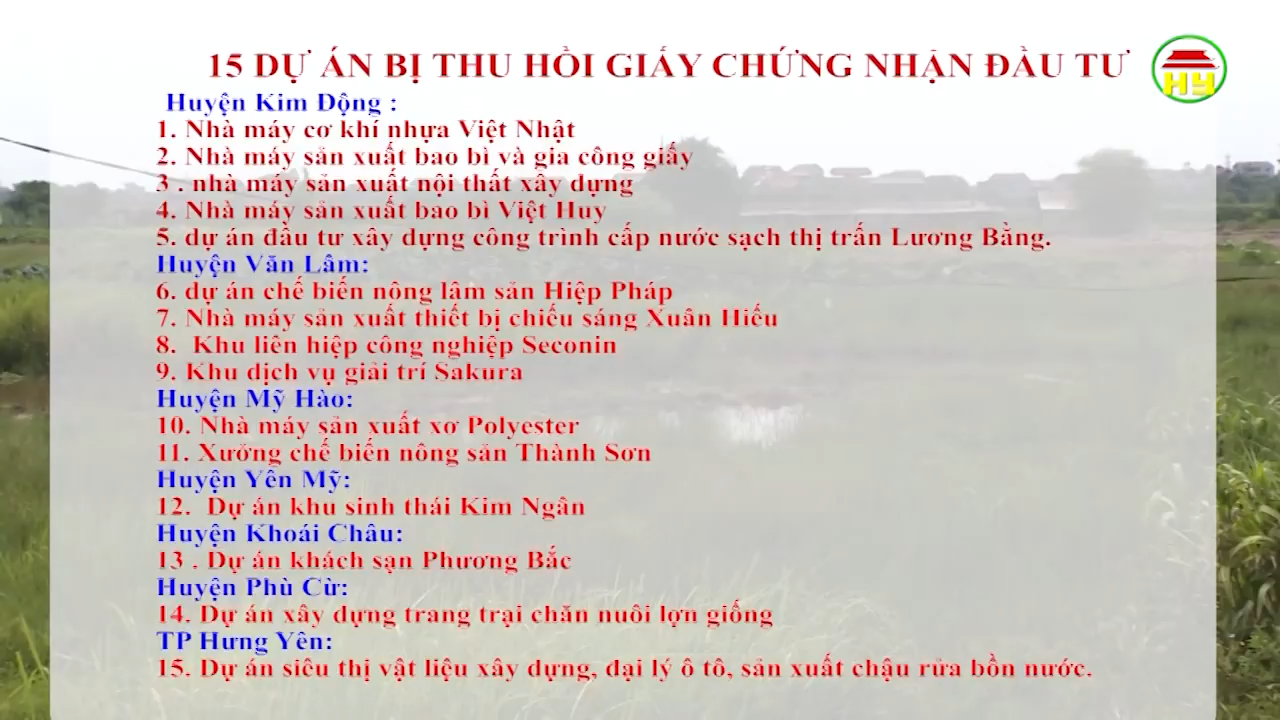 15 DỰ ÁN BỊ THU HỒI GIẤY CHỨNG NHẬN ĐẦU TƯ
HY
Huyện Kim Động :
1. Nhà máy cơ khí nhựa Việt Nhật
2. Nhà máy sản xuất bao bì và gia công giấy
3 . nhà máy sản xuất nội thất xây dựng
4. Nhà máy sản xuất bao bì Việt Huy
5. dự án đầu tư xây dựng công trình cấp nước sạch thị trấn Lương Bằng.
Huyện Văn Lâm:
6. dự án chế biến nông lâm sản Hiệp Pháp
7. Nhà máy sản xuất thiết bị chiếu sáng Xuân Hiếu
8. Khu liên hiệp công nghiệp Seconin
9. Khu dịch vụ giải trí Sakura
Huyện Mỹ Hào:
10. Nhà máy sản xuất xơ Polyester
11. Xưởng chế biến nông sản Thành Sơn
Huyện Yên Mỹ:
12. Dự án khu sinh thái Kim Ngân
Huyện Khoái Châu:
13 . Dự án khách sạn Phương Bắc
Huyện Phù Cừ:
14. Dự án xây dựng trang trại chăn nuôi lợn giống
TP Hưng Yên:
15. Dự án siêu thị vật liệu xây dựng, đại lý ô tô, sản xuất chậu rửa bồn nước.